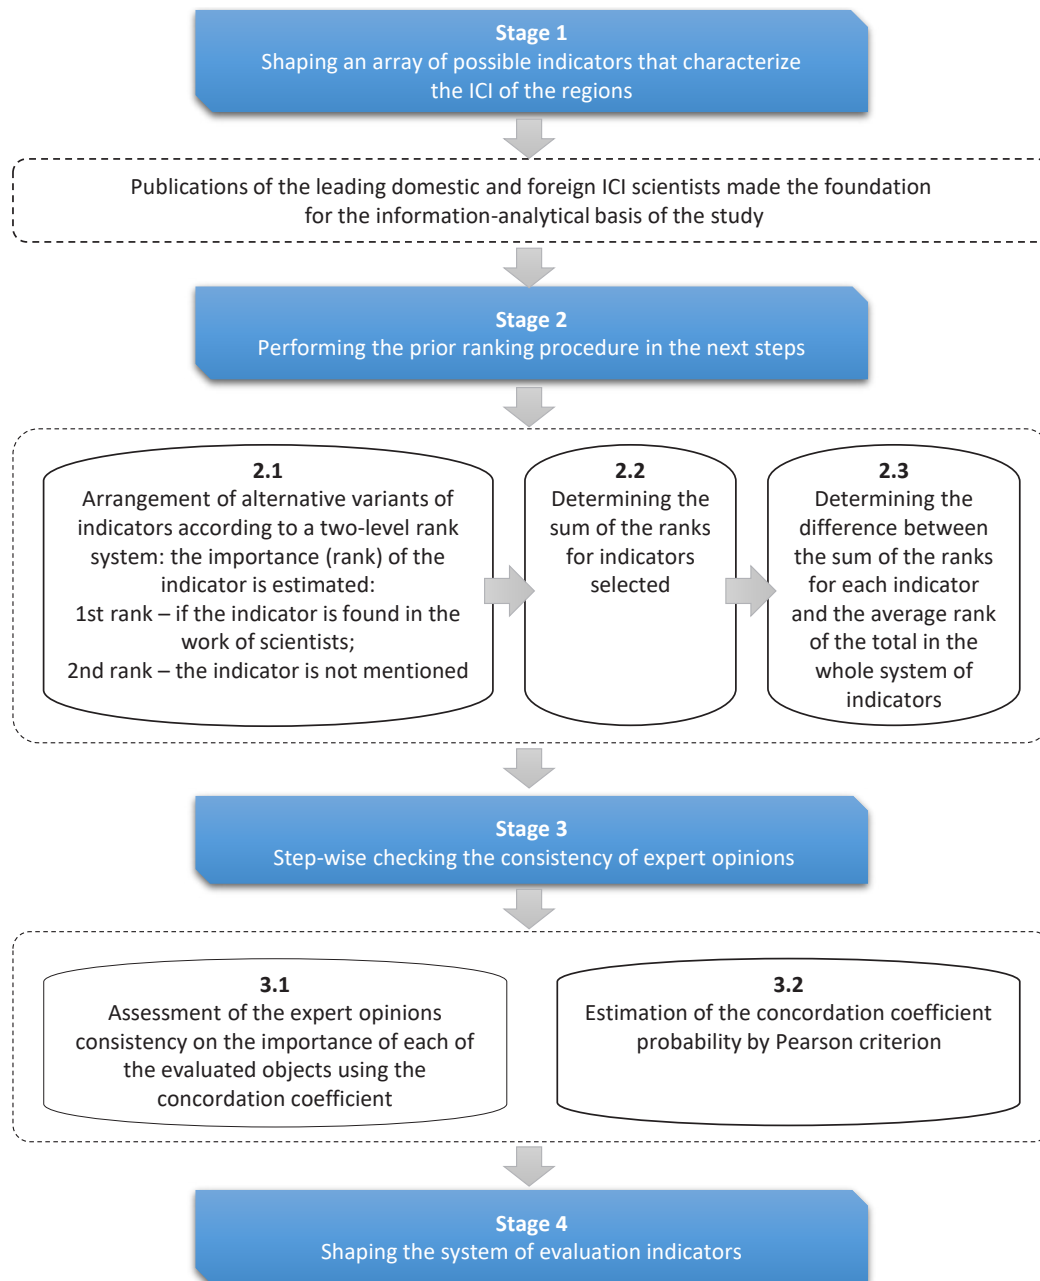 Stage 1
Shaping an array of possible indicators that characterize
the ICI of the regions
Publications of the leading domestic and foreign ICI scientists made the foundation
for the information-analytical basis of the study
Stage 2
Performing the prior ranking procedure in the next steps
2.1
Arrangement of alternative variants of
indicators according to a two-level rank
system: the importance (rank) of the
indicator is estimated:
1st rank – if the indicator is found in the
work of scientists;
2nd rank – the indicator is not mentioned
2.2
Determining the
sum of the ranks
for indicators
selected
2.3
Determining the
difference between
the sum of the ranks
for each indicator
and the average rank
of the total in the
whole system of
indicators
Stage 3
Step-wise checking the consistency of expert opinions
3.1
Assessment of the expert opinions
consistency on the importance of each of
the evaluated objects using the
concordation coefficient
3.2
Estimation of the concordation coefficient
probability by Pearson criterion
Stage 4
Shaping the system of evaluation indicators